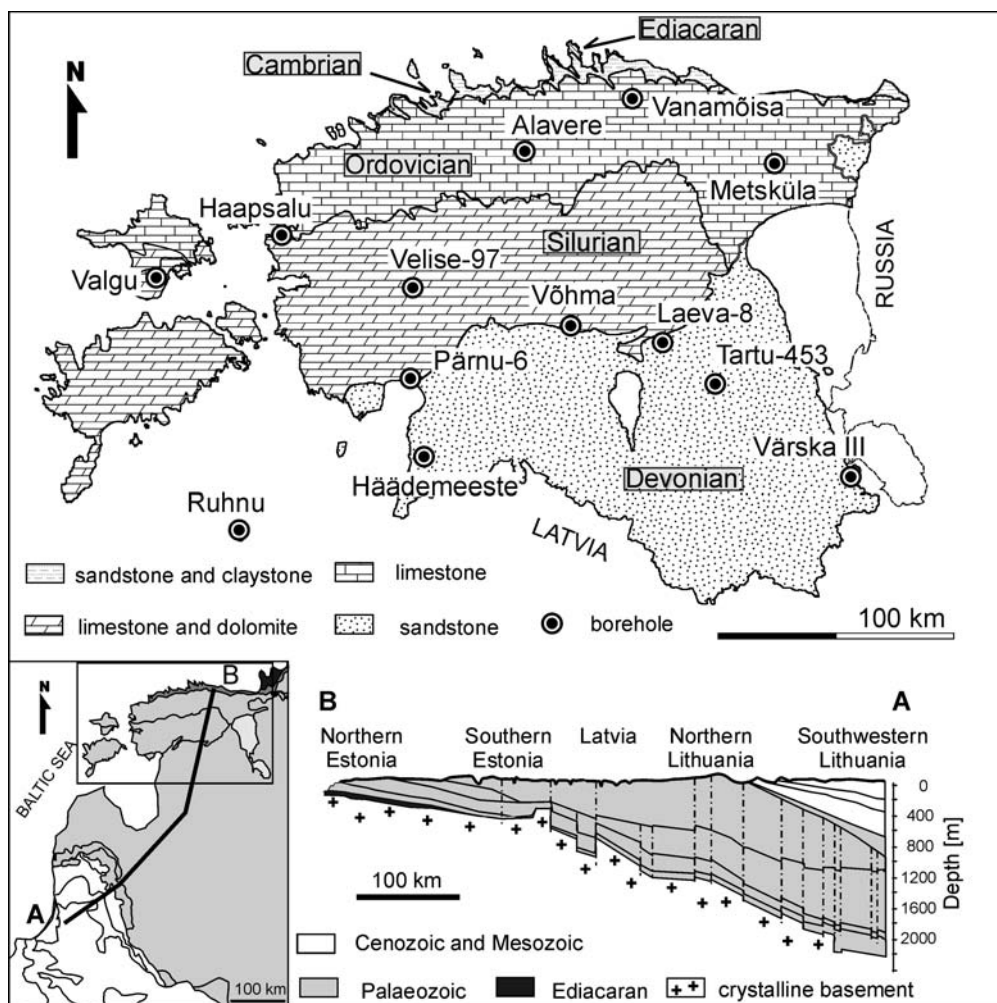 Ediacaran
Cambrian
N
Vanamõisa
Alavere
Ordovician
Metsküla
Haapsalu
Silurian
RUSSIA
Velise-97
Valgu
Võhma
Laeva-8
Pärnu-6
Tartu-453
Värska III
Häädemeeste
Devonian
Ruhnu
LATVIA
sandstone and claystone
limestone
limestone and dolomite
sandstone
borehole
100 km
N
B
BALTIC SEA
A
100 km
B
A
Northern
Estonia
Southern
Estonia
Latvia
Northern
Lithuania
Southwestern
Lithuania
0
400
800
1200
1600
2000
Depth [m]
100 km
Cenozoic and Mesozoic
Palaeozoic
Ediacaran
crystalline basement